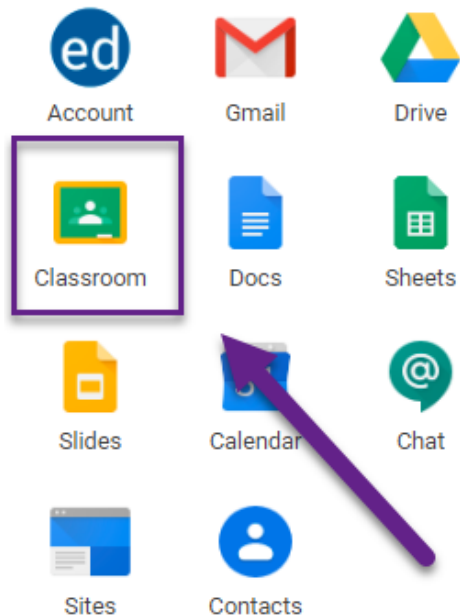 ed
Account Gmail Drive
Classroom Docs Sheets
@
Slides Calendar Chat
Sites Contacts